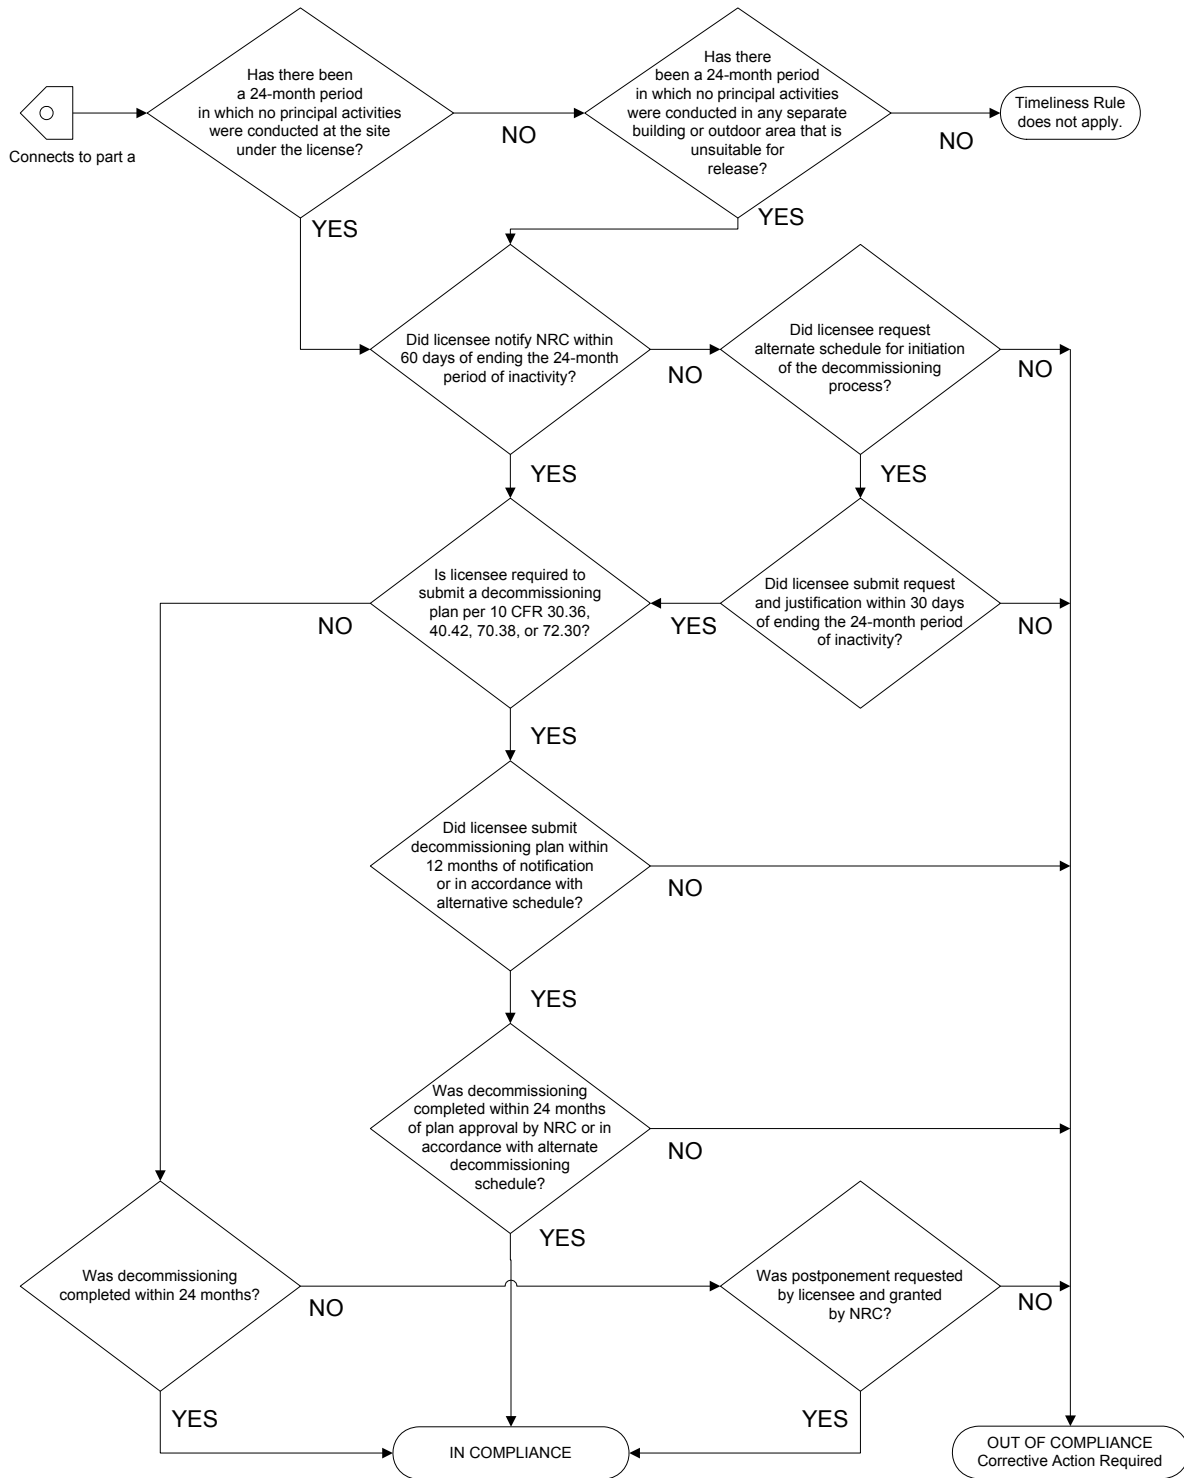 Connects to part a
Has there been
a 24-month period
in which no principal activities
were conducted at the site
under the license?
NO
YES
Has there
been a 24-month period
in which no principal activities
were conducted in any separate
building or outdoor area that is
unsuitable for
release?
NO
YES
Timeliness Rule
does not apply.
Did licensee notify NRC within
60 days of ending the 24-month
period of inactivity?
NO
YES
Did licensee request
alternate schedule for initiation
of the decommissioning
process?
NO
YES
Is licensee required to
submit a decommissioning
plan per 10 CFR 30.36,
40.42, 70.38, or 72.30?
NO
YES
Did licensee submit request
and justification within 30 days
of ending the 24-month period
of inactivity?
YES
NO
Did licensee submit
decommissioning plan within
12 months of notification
or in accordance with
alternative schedule?
NO
YES
Was decommissioning
completed within 24 months
of plan approval by NRC or in
accordance with alternate
decommissioning
schedule?
NO
YES
Was decommissioning
completed within 24 months?
NO
YES
Was postponement requested
by licensee and granted
by NRC?
NO
YES
IN COMPLIANCE
OUT OF COMPLIANCE
Corrective Action Required